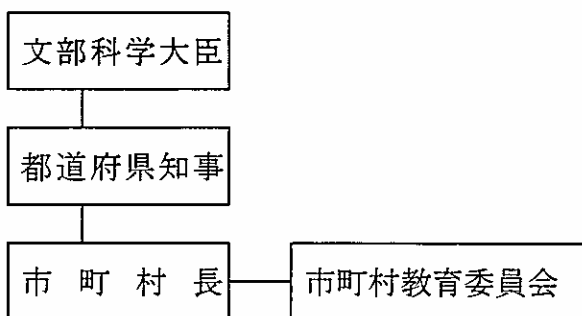 文部科学大臣
都道府県知事
市町村長
市町村教育委員会